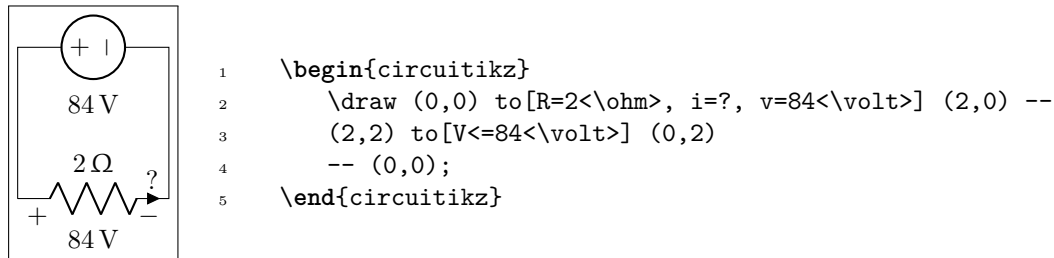 + −
84 V
2 Ω
?
+ −
84 V
1 \begin{circuitikz}
2 \draw (0,0) to[R=2<\ohm>, i=?, v=84<\volt>] (2,0) --
3 (2,2) to[V<=84<\volt>] (0,2)
4 -- (0,0);
5 \end{circuitikz}